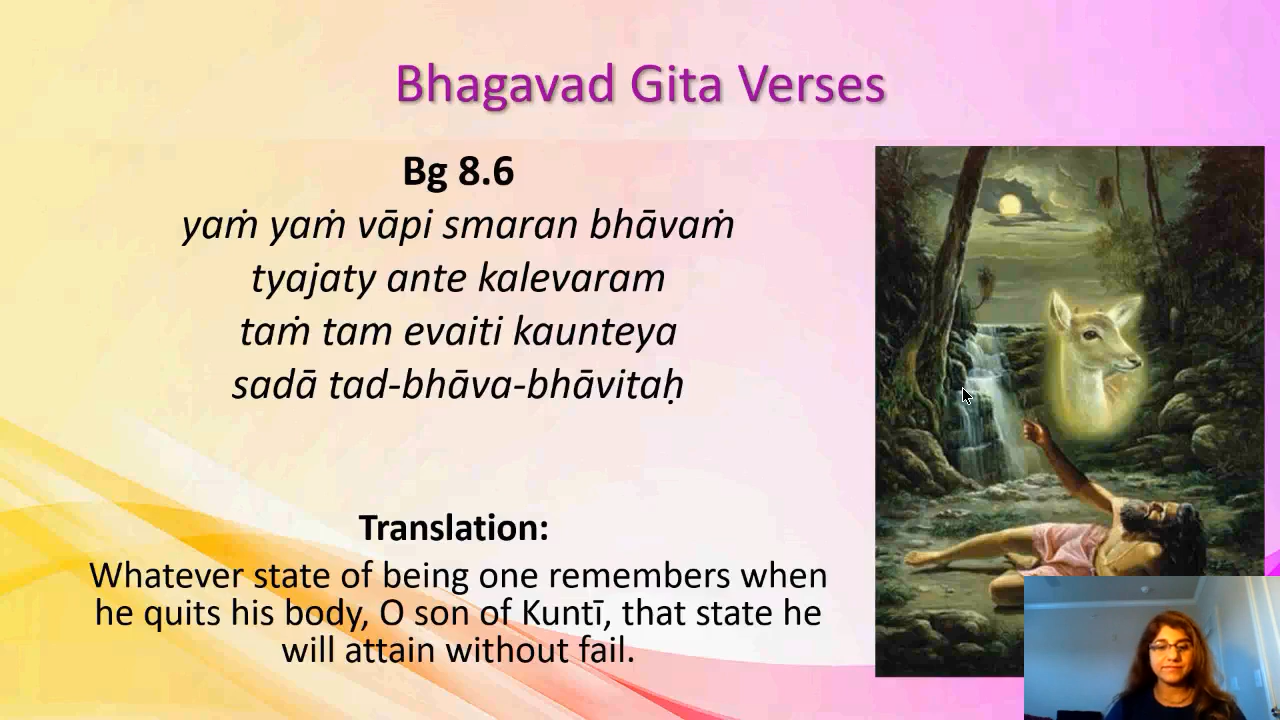 Bhagavad Gita Verses
Bg 8.6
yaṁ yaṁ vāpi smaran bhāvaṁ
tyajaty ante kalevaram
taṁ tam evaiti kaunteya
sadā tad-bhāva-bhāvitaḥ
Translation:
Whatever state of being one remembers when
he quits his body, O son of Kuntī, that state he
will attain without fail.